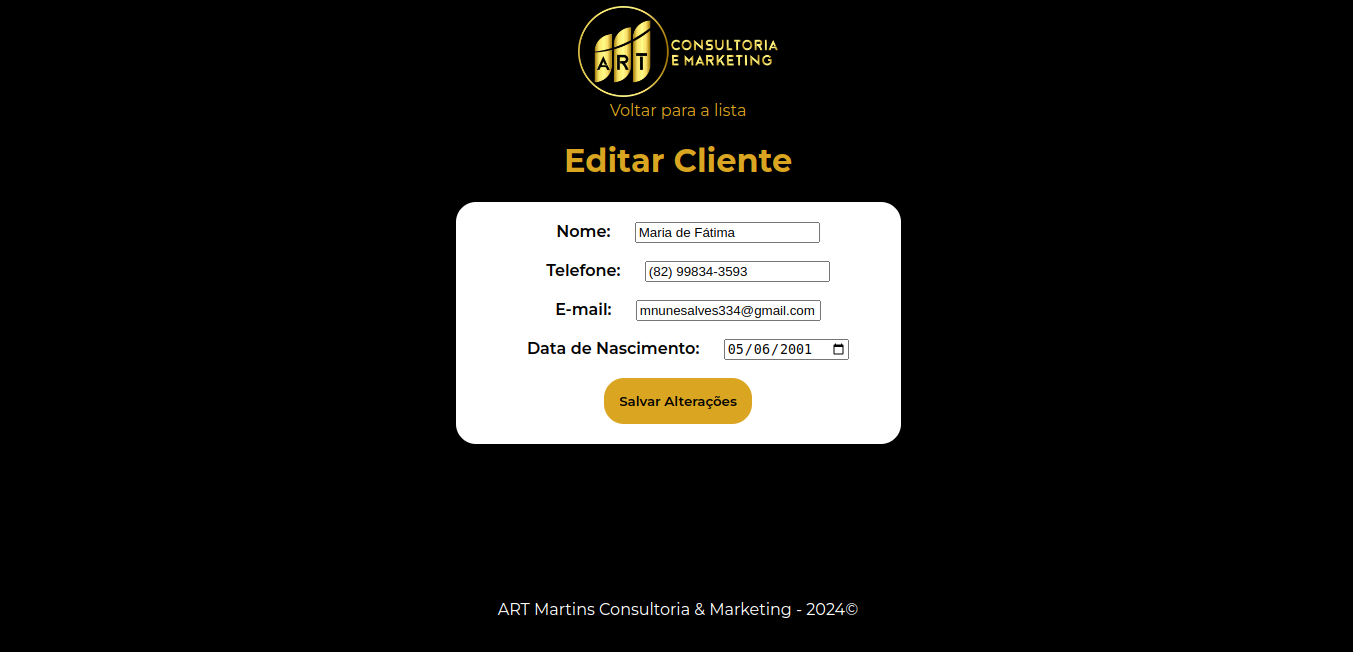 ART
CONSULTORIA
E MARKETING
Voltar para a lista
Editar Cliente
Nome: Maria de Fátima
Telefone: (82) 99834-3593
E-mail: mnunesalves334@gmail.com
Data de Nascimento: 05/06/2001
Salvar Alterações
ART Martins Consultoria & Marketing - 2024©